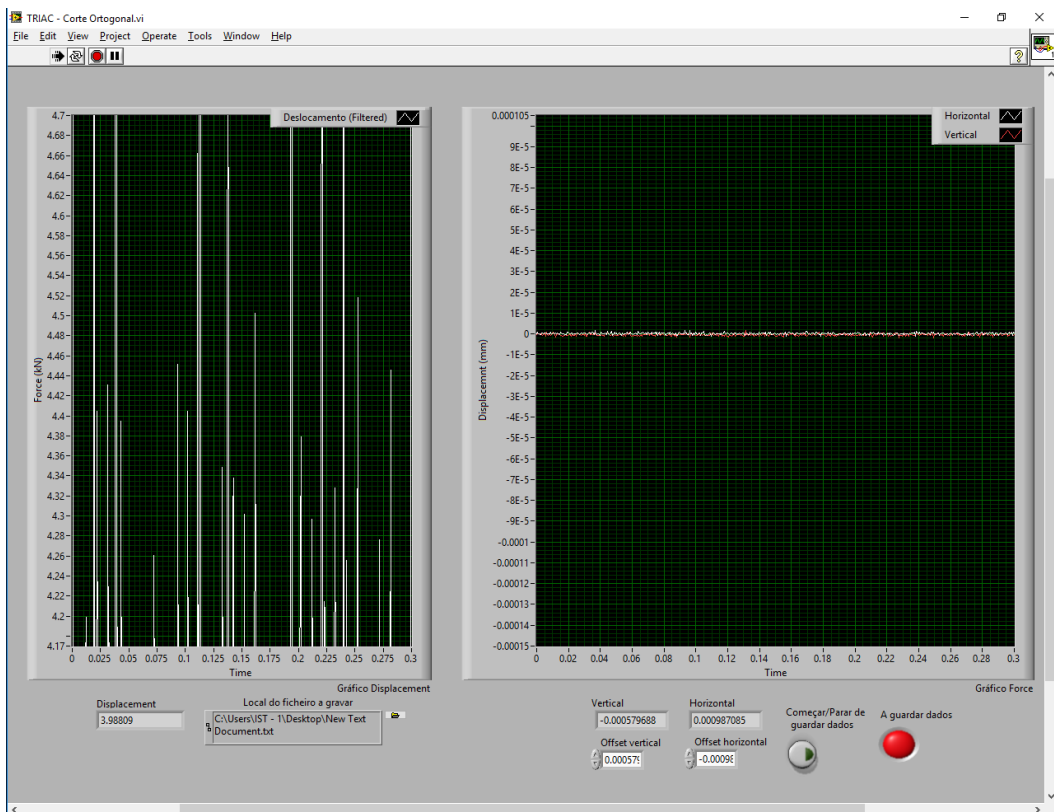 TRIAC - Corte Ortogonal.vi
File Edit View Project Operate Tools Window Help
Deslocamento (Filtered)
4.7
4.68
4.66
4.64
4.62
4.6
4.58
4.56
4.54
4.52
4.5
4.48
4.46
4.44
4.42
4.4
4.38
4.36
4.34
4.32
4.3
4.28
4.26
4.24
4.22
4.2
4.17
Force (kN)
0 0.025 0.05 0.075 0.1 0.125 0.15 0.175 0.2 0.225 0.25 0.275 0.3
Time
Gráfico Displacement
Horizontal
Vertical
0.000105
9E-5
8E-5
7E-5
6E-5
5E-5
4E-5
3E-5
2E-5
1E-5
0
-1E-5
-2E-5
-3E-5
-4E-5
-5E-5
-6E-5
-7E-5
-8E-5
-9E-5
-0.0001
-0.00011
-0.00012
-0.00013
-0.00014
-0.00015
Displacemnt (mm)
0 0.02 0.04 0.06 0.08 0.1 0.12 0.14 0.16 0.18 0.2 0.22 0.24 0.26 0.28 0.3
Time
Gráfico Force
Displacement
3.98809
Local do ficheiro a gravar
C:\Users\IST - 1\Desktop\New Text
Document.txt
Vertical
-0.000579688
Offset vertical
0.000579
Horizontal
0.000987085
Offset horizontal
-0.00098
Começar/Parar de
guardar dados
A guardar dados